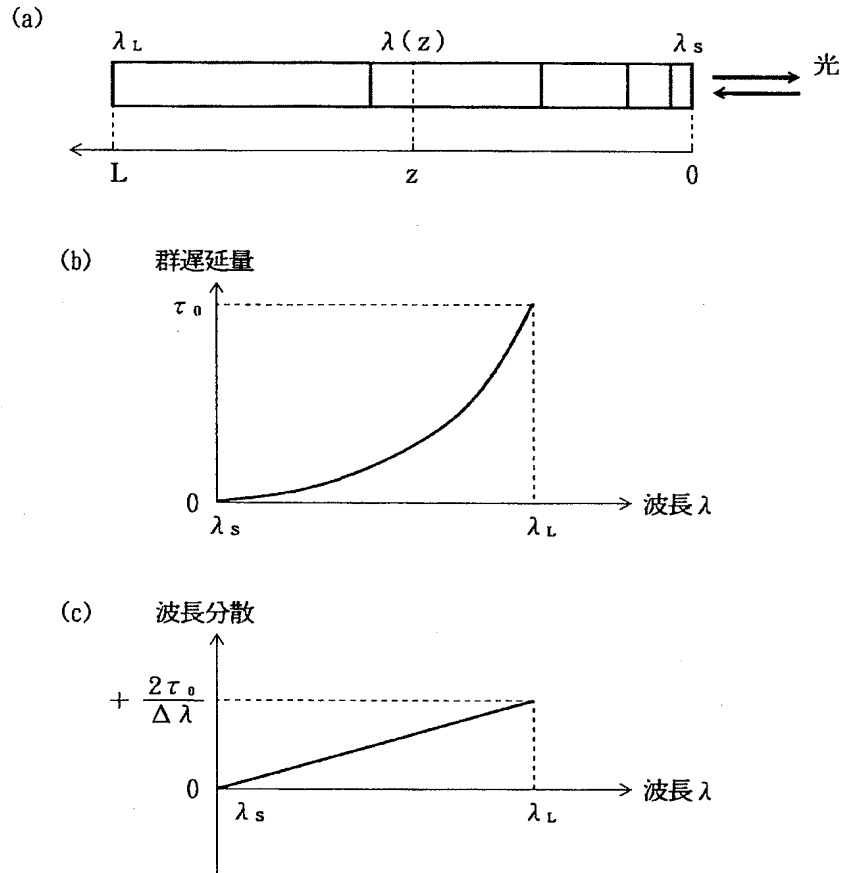 (a)
λL λ(z) λS 光
L z 0
(b) 群遅延量
τ0
0
λS λL 波長λ
(c) 波長分散
+ 2τ0/Δλ
0
λS λL 波長λ